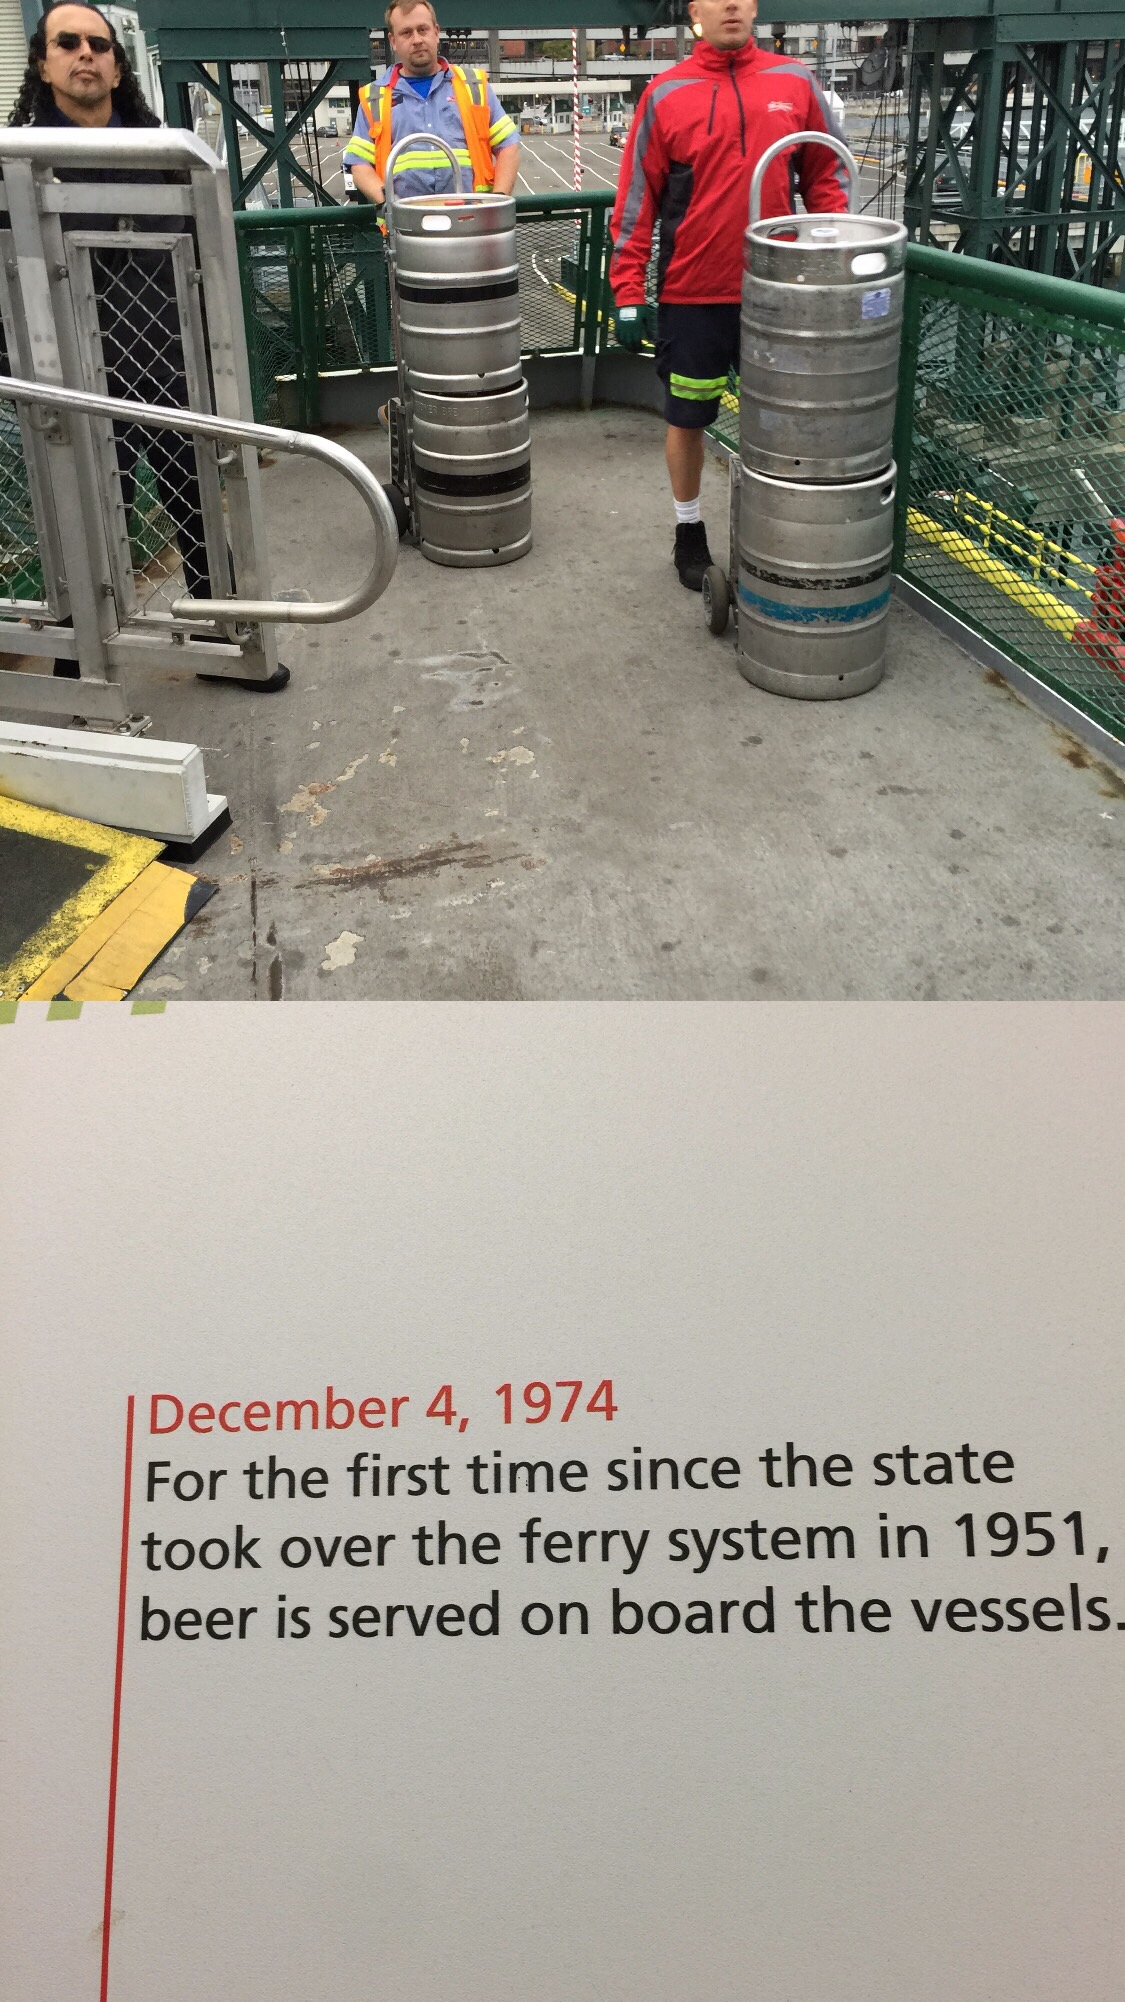 December 4, 1974
For the first time since the state
took over the ferry system in 1951,
beer is served on board the vessels.